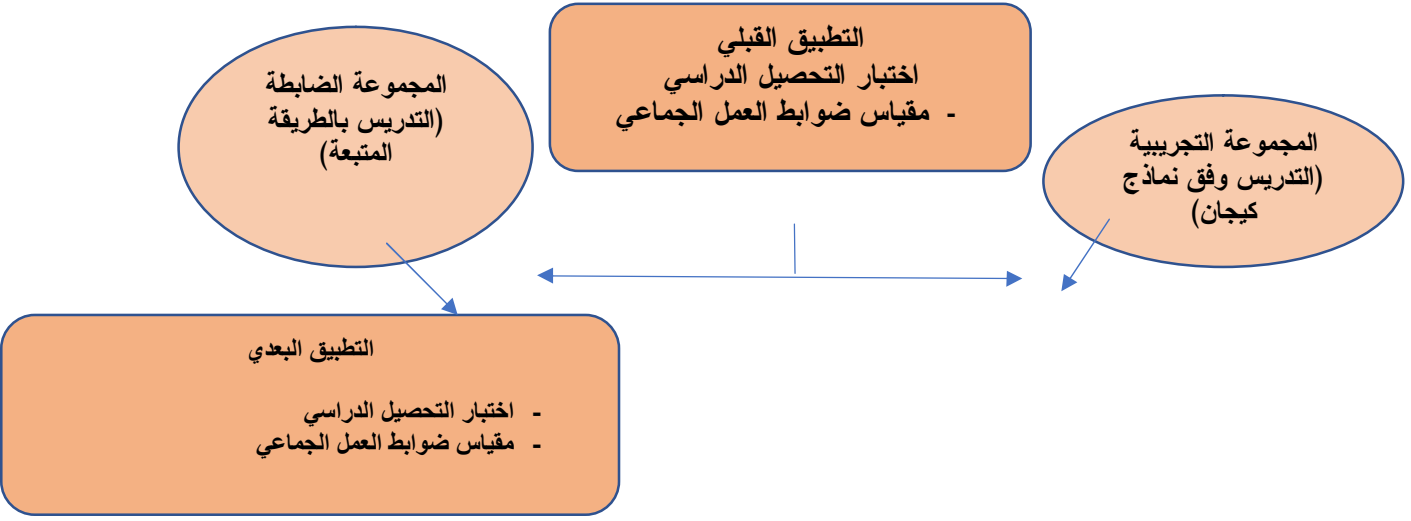 التطبيق القبلي
اختبار التحصيل الدراسي
- مقياس ضوابط العمل الجماعي
المجموعة التجريبية
(التدريس وفق نماذج
كيجان)
المجموعة الضابطة
(التدريس بالطريقة
المتبعة)
التطبيق البعدي
- اختبار التحصيل الدراسي
- مقياس ضوابط العمل الجماعي